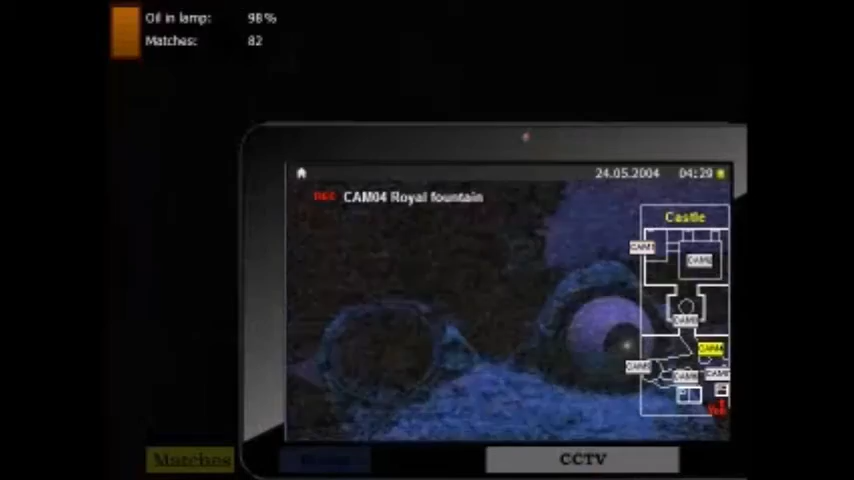 Oil in lamp: 98%
Matches: 82
24.05.2004 04:29
REC CAM04 Royal fountain
Castle
CAM1
CAM2
CAM3
CAM4
CAM5
CAM6
You
Matches
CCTV